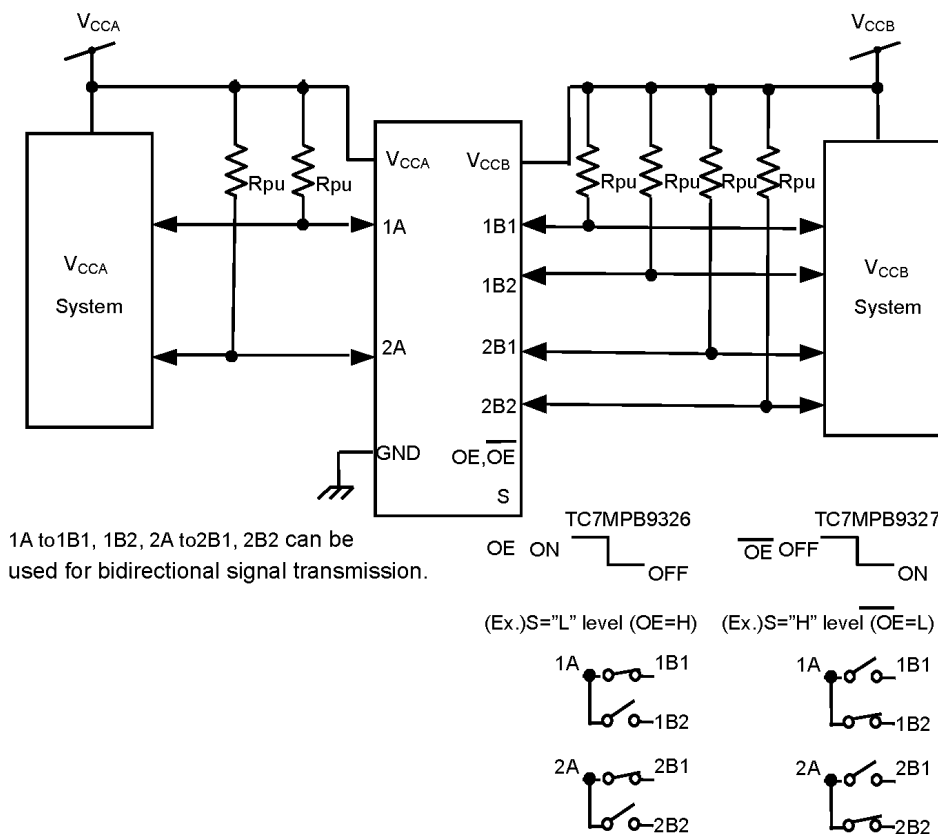 VCCA
VCCB
VCCA
VCCB
Rpu
Rpu
Rpu
Rpu
Rpu
Rpu
1A
1B1
VCCA
System
1B2
VCCB
System
2A
2B1
2B2
GND
OE,OE
S
1A to1B1, 1B2, 2A to2B1, 2B2 can be
used for bidirectional signal transmission.
TC7MPB9326
TC7MPB9327
OE ON
OFF
OE OFF
ON
(Ex.)S="L" level (OE=H)
(Ex.)S="H" level (OE=L)
1A
1B1
1B2
2A
2B1
2B2
1A
1B1
1B2
2A
2B1
2B2